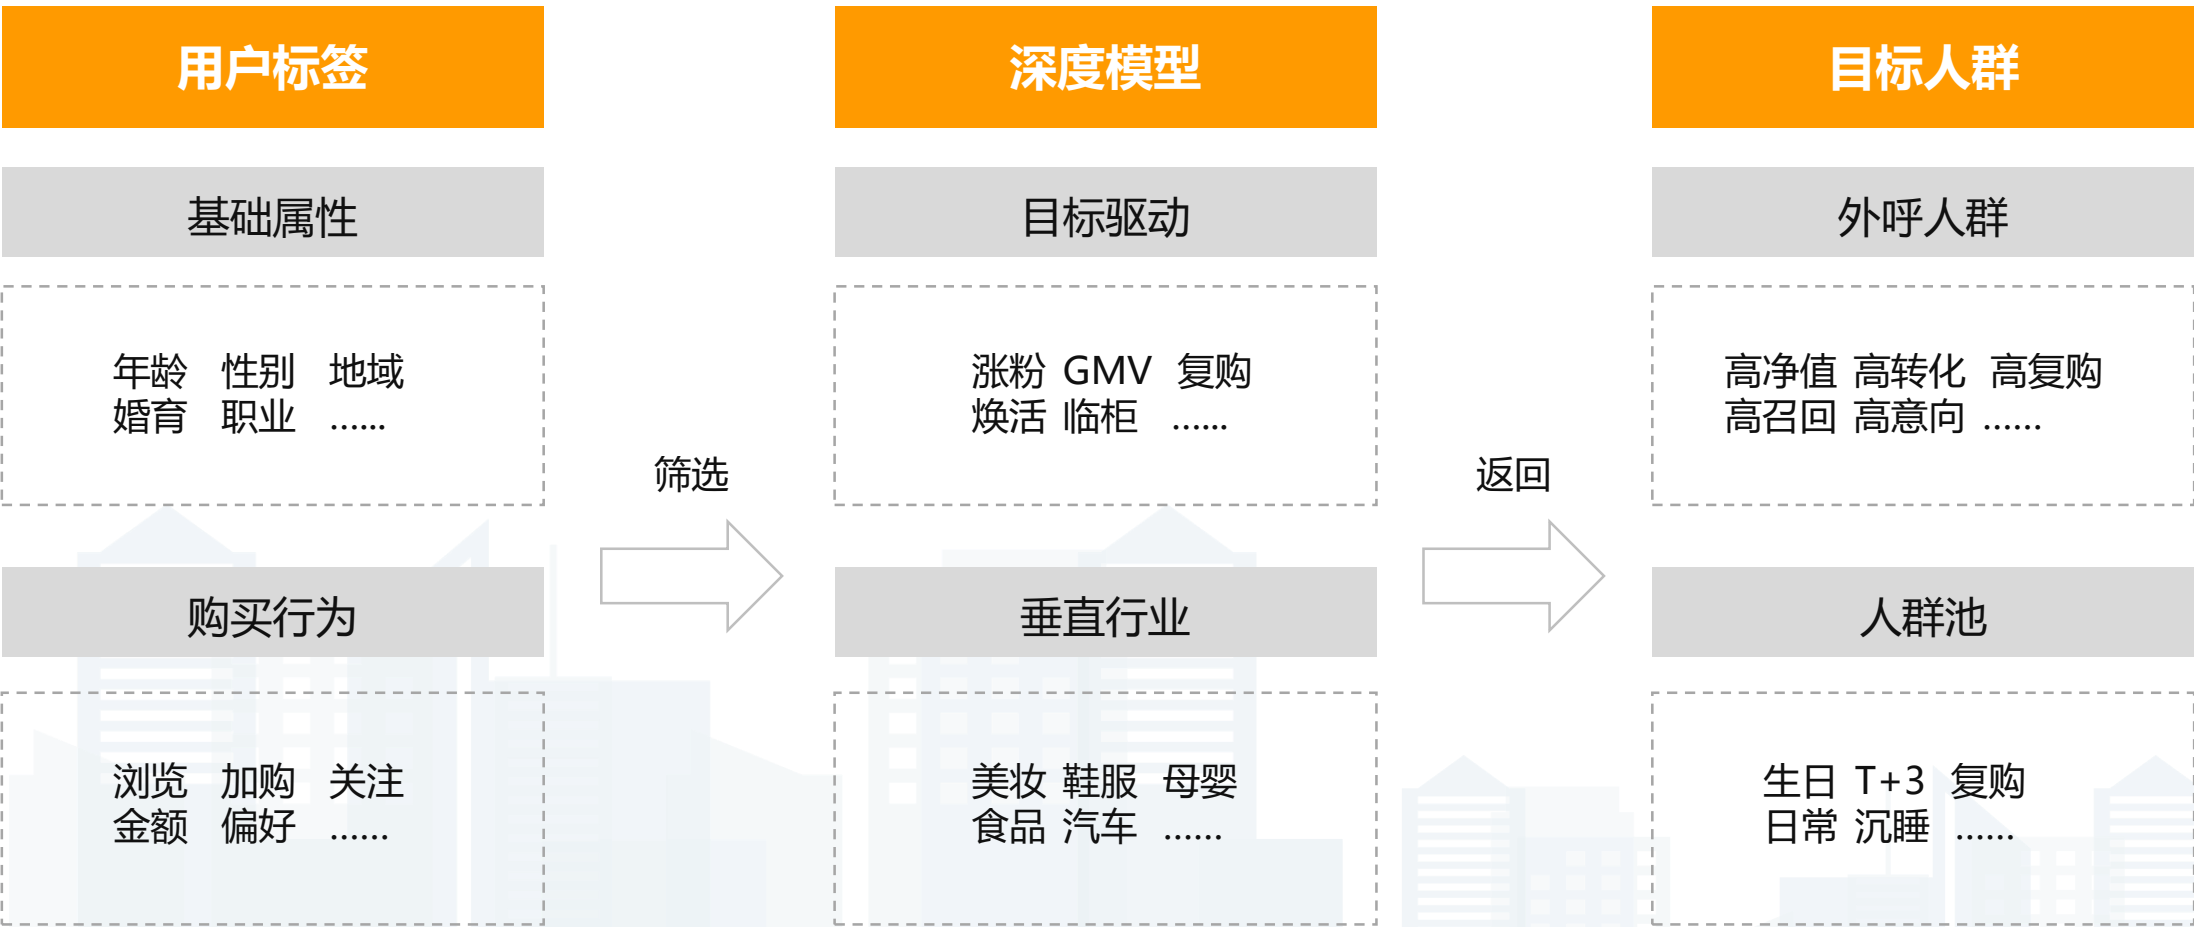 用户标签
基础属性
年龄 性别 地域
婚育 职业 ......
购买行为
浏览 加购 关注
金额 偏好 ......
筛选
深度模型
目标驱动
涨粉 GMV 复购
焕活 临柜 ......
垂直行业
美妆 鞋服 母婴
食品 汽车 ......
返回
目标人群
外呼人群
高净值 高转化 高复购
高召回 高意向 ......
人群池
生日 T+3 复购
日常 沉睡 ......